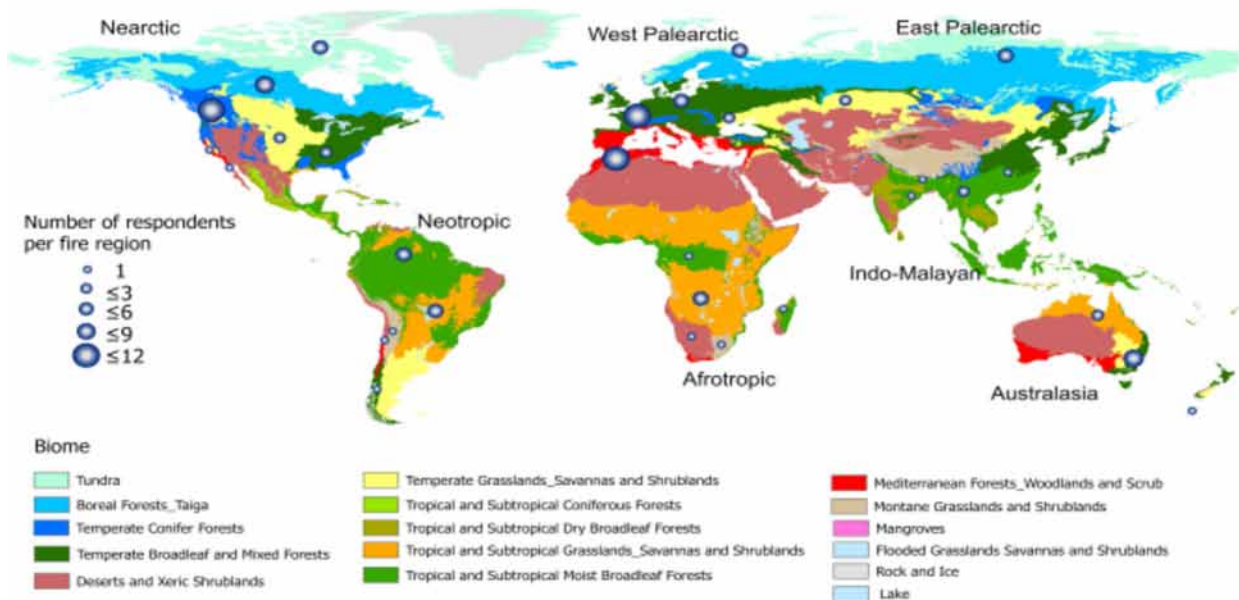 Nearctic
West Palearctic
East Palearctic
Neotropic
Indo-Malayan
Afrotropic
Australasia
Number of respondents
per fire region
1
≤3
≤6
≤9
≤12
Biome
Tundra
Boreal Forests_Taiga
Temperate Conifer Forests
Temperate Broadleaf and Mixed Forests
Deserts and Xeric Shrublands
Temperate Grasslands_Savannas and Shrublands
Tropical and Subtropical Coniferous Forests
Tropical and Subtropical Dry Broadleaf Forests
Tropical and Subtropical Grasslands_Savannas and Shrublands
Tropical and Subtropical Moist Broadleaf Forests
Mediterranean Forests_Woodlands and Scrub
Montane Grasslands and Shrublands
Mangroves
Flooded Grasslands Savannas and Shrublands
Rock and Ice
Lake